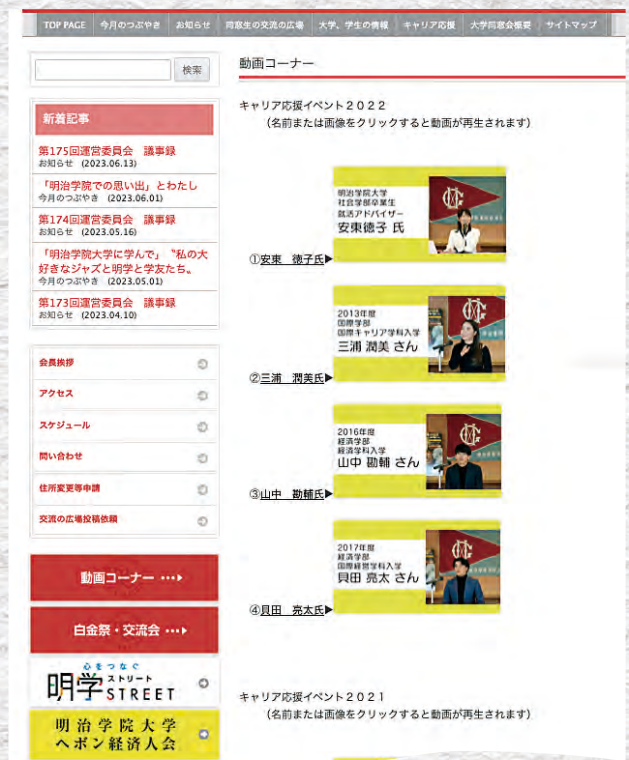 TOP PAGE 今月のつぶやき お知らせ 同窓生の交流の広場 大学、学生の情報 キャリア応援 大学同窓会概要 サイトマップ
検索
新着記事
第175回運営委員会 議事録
お知らせ (2023.06.13)
「明治学院での思い出」とわたし
今月のつぶやき (2023.06.01)
第174回運営委員会 議事録
お知らせ (2023.05.16)
「明治学院大学に学んで」〝私の大
好きなジャズと明学と学友たち〟
今月のつぶやき (2023.05.01)
第173回運営委員会 議事録
お知らせ (2023.04.10)
会長挨拶
アクセス
スケジュール
問い合わせ
住所変更等申請
交流の広場投稿依頼
動画コーナー ····▶
白金祭・交流会 ····▶
心をつなぐ
明学ストリート
STREET
明治学院大学
ヘボン経済人会
動画コーナー
キャリア応援イベント2022
(名前または画像をクリックすると動画が再生されます)
明治学院大学
社会学部卒業生
就活アドバイザー
安東徳子 氏
①安東 徳子氏▶
2013年度
国際学部
国際キャリア学科入学
三浦 潤美 さん
②三浦 潤美氏▶
2016年度
経済学部
経済学科入学
山中 勘輔 さん
③山中 勘輔氏▶
2017年度
経済学部
国際経営学科入学
貝田 亮太 さん
④貝田 亮太氏▶
キャリア応援イベント2021
(名前または画像をクリックすると動画が再生されます)